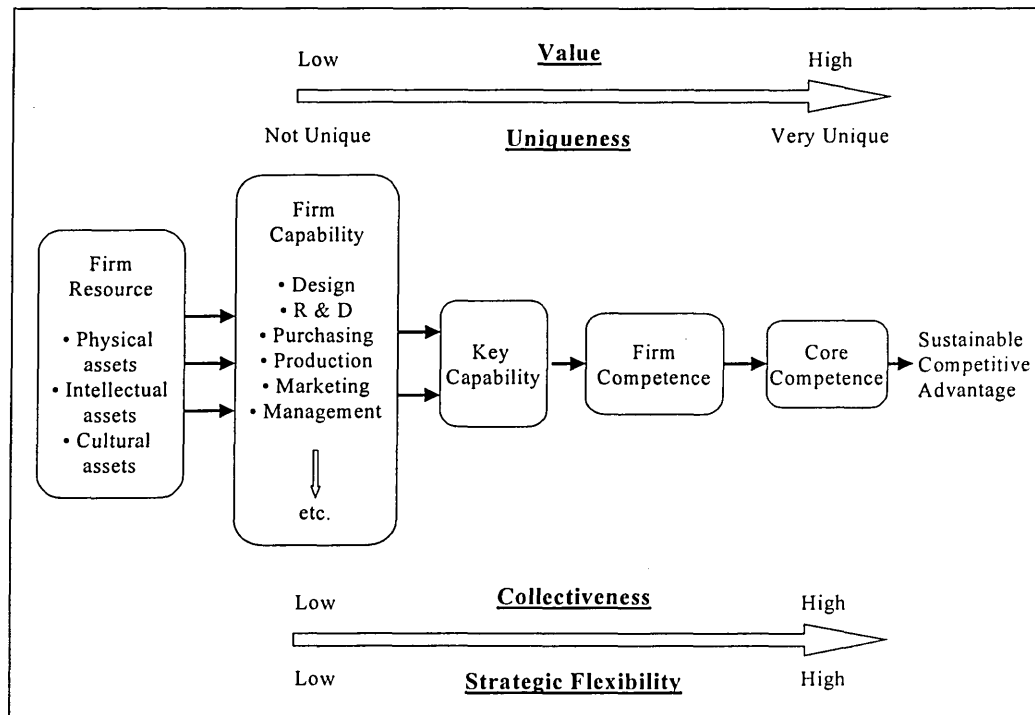 Value
Low High
Not Unique Uniqueness Very Unique
Firm
Resource
• Physical
assets
• Intellectual
assets
• Cultural
assets
Firm
Capability
• Design
• R & D
• Purchasing
• Production
• Marketing
• Management
etc.
Key
Capability
Firm
Competence
Core
Competence
Sustainable
Competitive
Advantage
Low Collectiveness High
Low Strategic Flexibility High